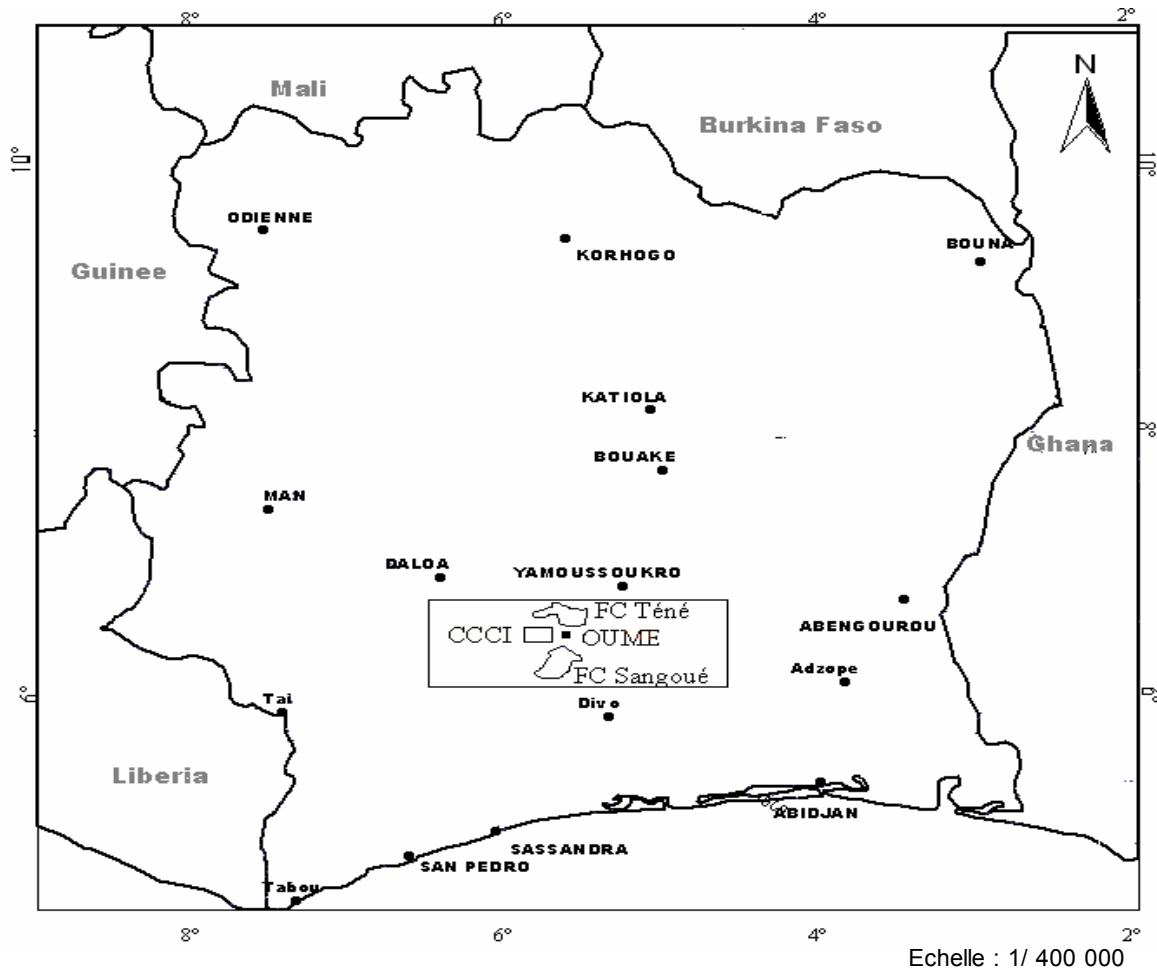 8° 6° 4° 2°
N
Mali
Burkina Faso
10°
10°
ODIENNE
KORHOGO
BOUNA
Guinee
KATIOLA
8°
Ghana
BOUAKE
MAN
DALOA
YAMOUSSOUKRO
FC Téné
ABENGOUROU
CCCI
OUME
FC Sangoué
Adzope
6°
6°
Tai
Divo
Liberia
ABIDJAN
SASSANDRA
SAN PEDRO
Tabou
8° 6° 4° 2°
Echelle : 1/ 400 000